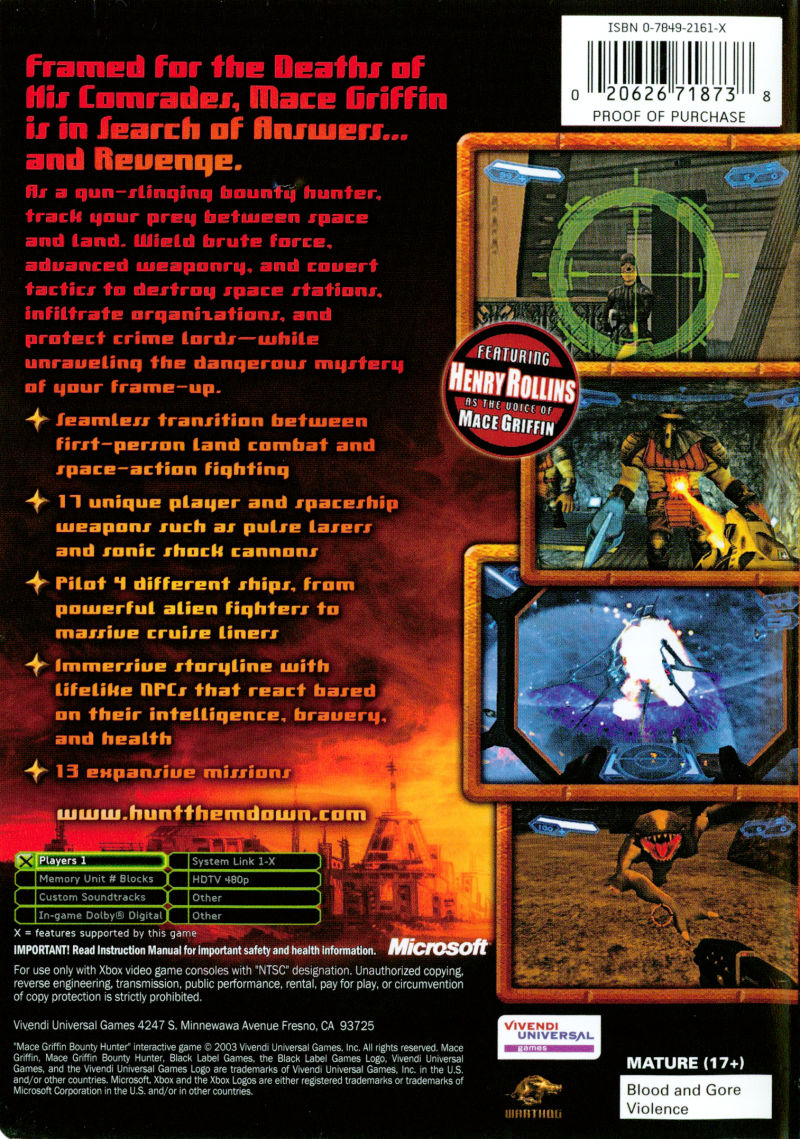 ISBN 0-7849-2161-X
0 20626 71873 8
PROOF OF PURCHASE
Framed for the Deaths of
His Comrades, Mace Griffin
is in Search of Answers...
and Revenge.
As a gun-slinging bounty hunter,
track your prey between space
and land. Wield brute force,
advanced weaponry, and covert
tactics to destroy space stations,
infiltrate organizations, and
protect crime lords—while
unraveling the dangerous mystery
of your frame-up.
FEATURING
HENRY ROLLINS
AS THE VOICE OF
MACE GRIFFIN
Seamless transition between
first-person land combat and
space-action fighting
17 unique player and spaceship
weapons such as pulse lasers
and sonic shock cannons
Pilot 4 different ships, from
powerful alien fighters to
massive cruise liners
Immersive storyline with
lifelike NPCs that react based
on their intelligence, bravery,
and health
13 expansive missions
www.huntthemdown.com
X Players 1
System Link 1-X
Memory Unit # Blocks
HDTV 480p
Custom Soundtracks
Other
In-game Dolby® Digital
Other
X = features supported by this game
IMPORTANT! Read Instruction Manual for important safety and health information.
Microsoft
For use only with Xbox video game consoles with "NTSC" designation. Unauthorized copying,
reverse engineering, transmission, public performance, rental, pay for play, or circumvention
of copy protection is strictly prohibited.
Vivendi Universal Games 4247 S. Minnewawa Avenue Fresno, CA 93725
"Mace Griffin Bounty Hunter" interactive game © 2003 Vivendi Universal Games, Inc. All rights reserved. Mace
Griffin, Mace Griffin Bounty Hunter, Black Label Games, the Black Label Games Logo, Vivendi Universal
Games, and the Vivendi Universal Games Logo are trademarks of Vivendi Universal Games, Inc. in the U.S.
and/or other countries. Microsoft, Xbox and the Xbox Logos are either registered trademarks or trademarks of
Microsoft Corporation in the U.S. and/or in other countries.
VIVENDI
UNIVERSAL
games
WARTHOG
MATURE (17+)
Blood and Gore
Violence